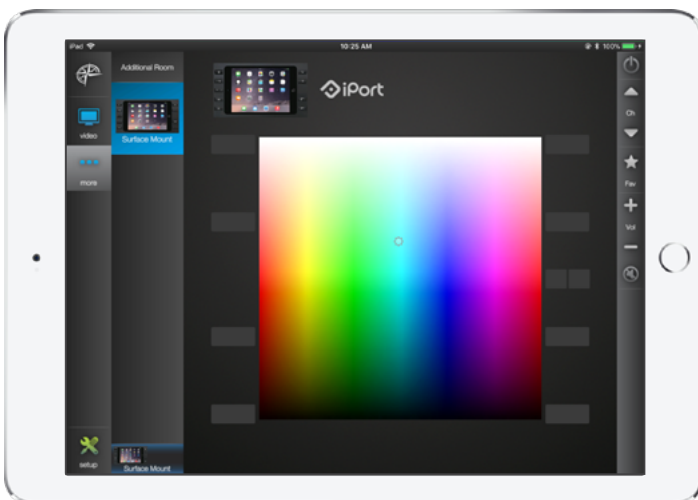 iPad
10:25 AM
100%
Additional Room
iPort
Surface Mount
video
more
Ch
Fav
Vol
setup
Surface Mount